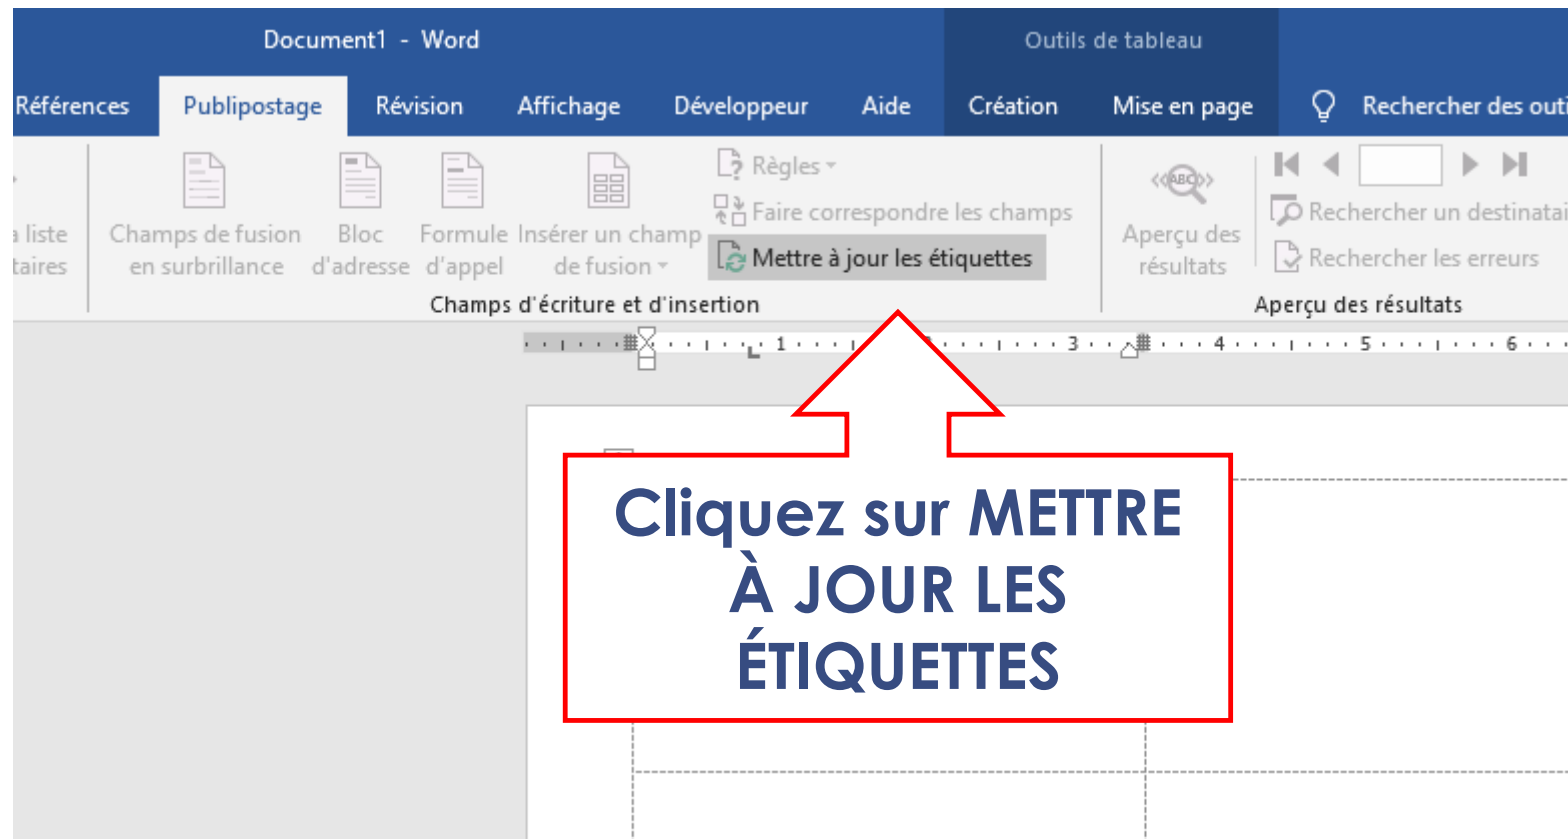 Document1 - Word
Outils de tableau
Références Publipostage Révision Affichage Développeur Aide Création Mise en page Rechercher des outi
a liste
taires
Champs de fusion
en surbrillance
Bloc
d'adresse
Formule
d'appel
Insérer un champ
de fusion
Règles
Faire correspondre les champs
Mettre à jour les étiquettes
Champs d'écriture et d'insertion
ABC
Aperçu des
résultats
Rechercher un destinatai
Rechercher les erreurs
Aperçu des résultats
1 3 4 5 6
Cliquez sur METTRE
À JOUR LES
ÉTIQUETTES